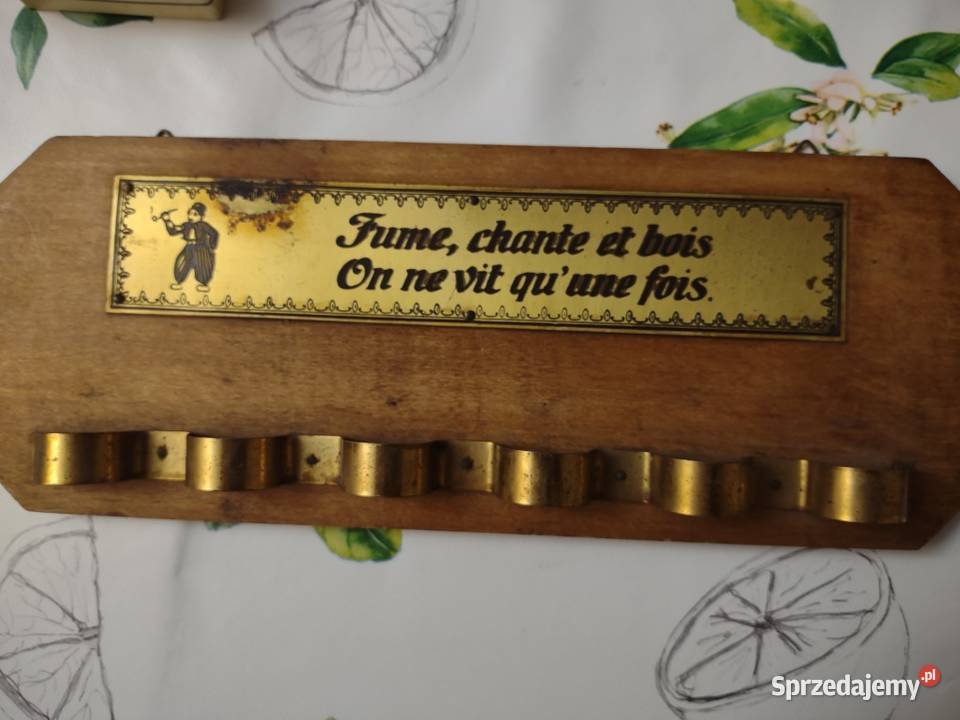 Fume, chante et bois
On ne vit qu'une fois.
Sprzedajemy.pl